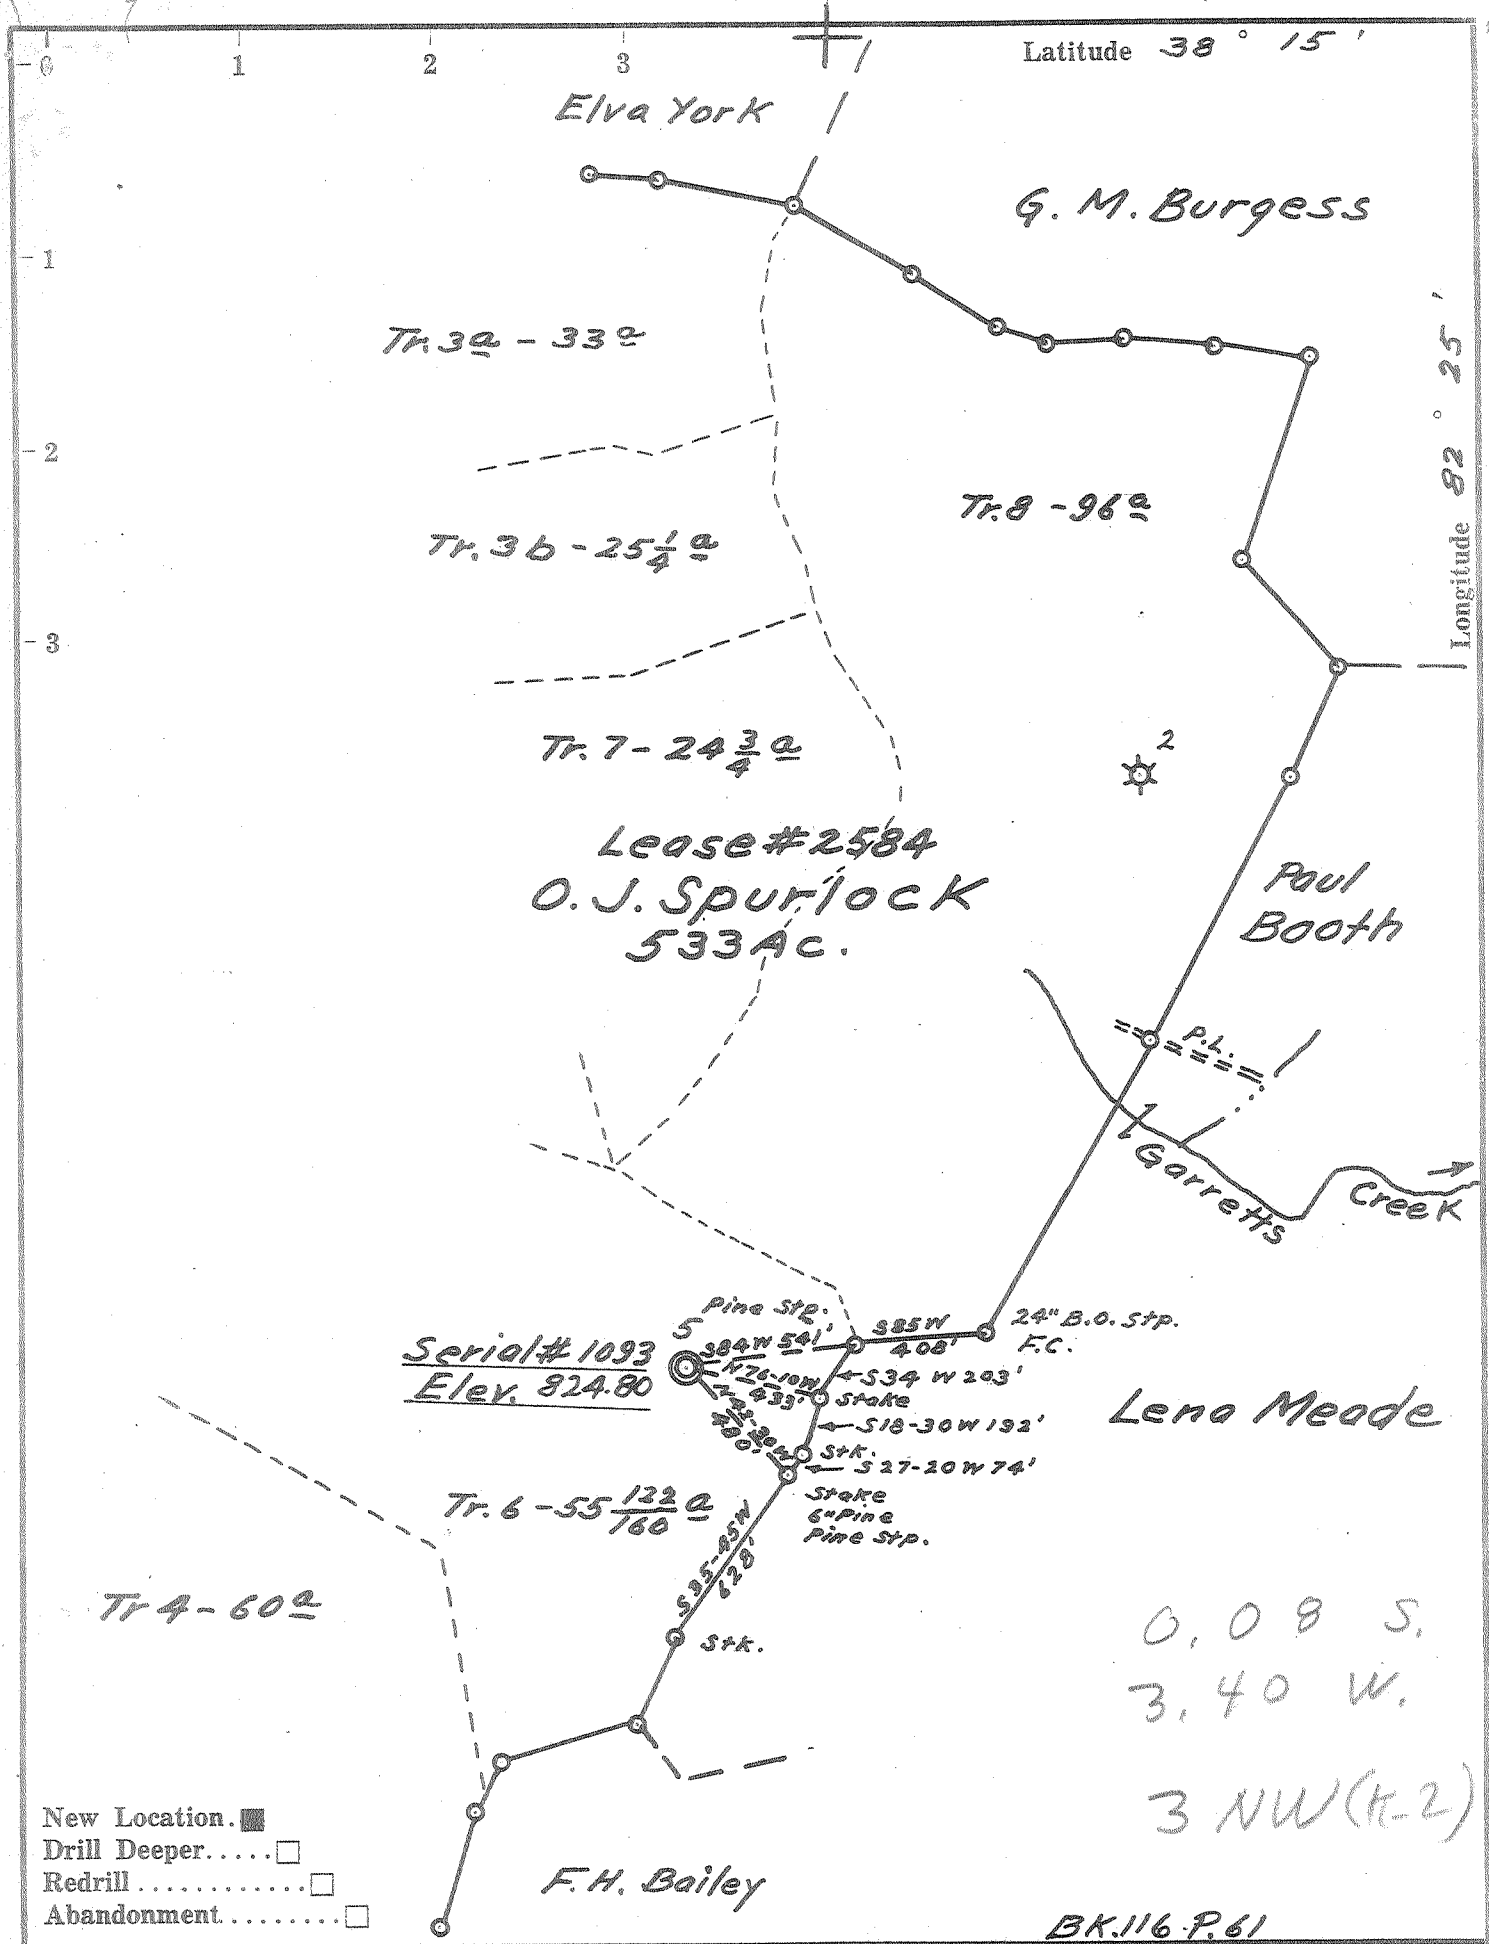 0 1 2 3
Latitude 38° 15'
Elva York
G. M. Burgess
1
Tr. 3a - 33a
Longitude 82° 25'
2
Tr. 8 - 96a
Tr. 3b - 25 1/4 a
3
Tr. 7 - 24 3/4 a
2
Lease # 2584
O. J. Spurlock
533 Ac.
Paul
Booth
P.L.
Garretts
Creek
Pine Stp.
5
S84W 541'
S85W
408'
24" B.O. Stp.
F.C.
Serial # 1093
Elev. 824.80
N76-10W
433'
S34 W 203'
Stake
S18-30W 132'
400'
Stk.
S27-20W 74'
Lena Meade
Stake
6" Pine
Pine Stp.
Tr. 6 - 55 122/160 a
S35-45W
628'
Tr 4 - 60a
Stk.
0.08 S.
3.40 W.
3 NW (K-2)
New Location. ■
Drill Deeper..... □
Redrill ............ □
Abandonment ........ □
F. H. Bailey
BK. 116 P. 61